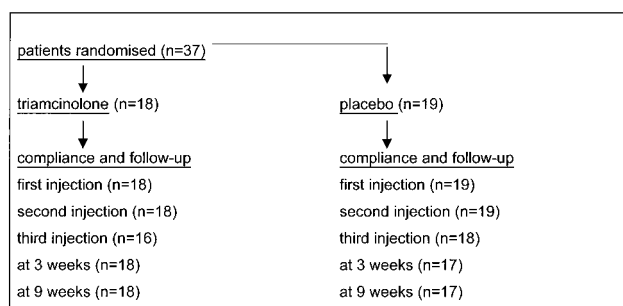 patients randomised (n=37)
triamcinolone (n=18)
placebo (n=19)
compliance and follow-up
first injection (n=18)
second injection (n=18)
third injection (n=16)
at 3 weeks (n=18)
at 9 weeks (n=18)
compliance and follow-up
first injection (n=19)
second injection (n=19)
third injection (n=18)
at 3 weeks (n=17)
at 9 weeks (n=17)